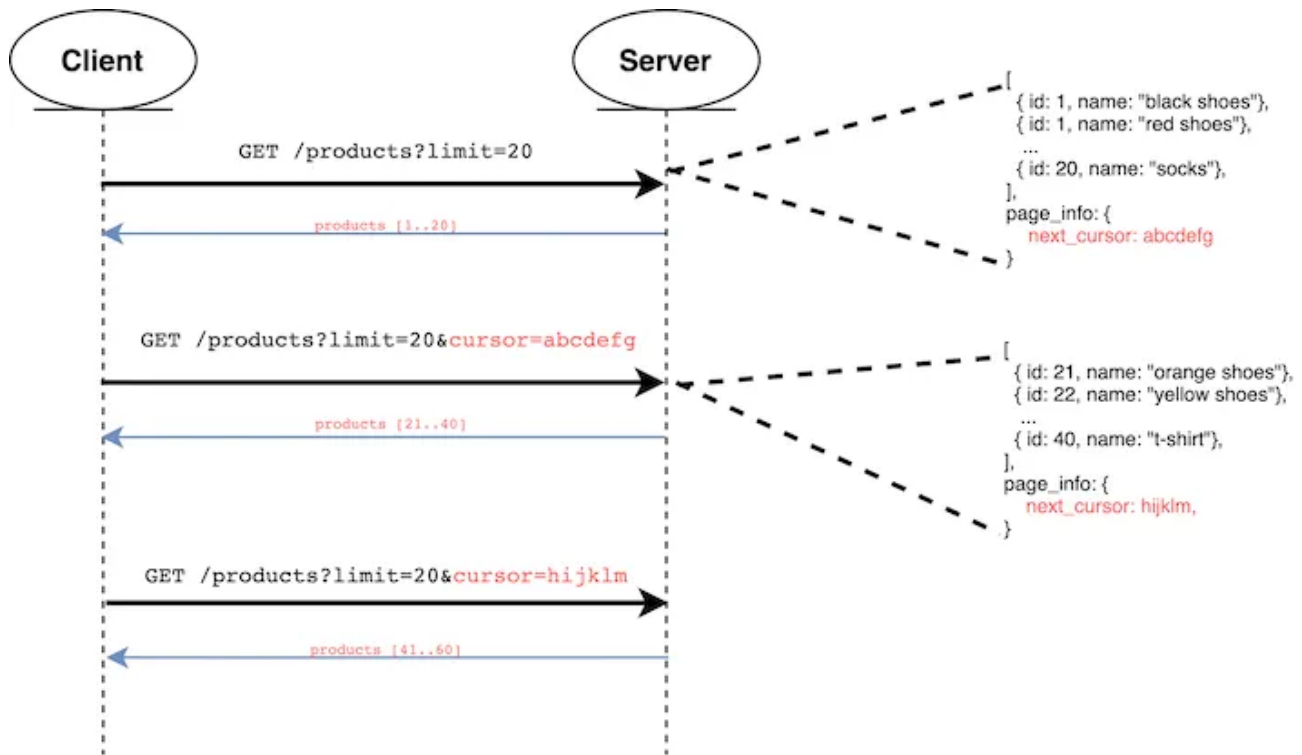 Client
Server
GET /products?limit=20
products [1..20]
[
{ id: 1, name: "black shoes"},
{ id: 1, name: "red shoes"},
...
{ id: 20, name: "socks"},
],
page_info: {
next_cursor: abcdefg
}
GET /products?limit=20&cursor=abcdefg
products [21..40]
[
{ id: 21, name: "orange shoes"},
{ id: 22, name: "yellow shoes"},
...
{ id: 40, name: "t-shirt"},
],
page_info: {
next_cursor: hijklm,
}
GET /products?limit=20&cursor=hijklm
products [41..60]